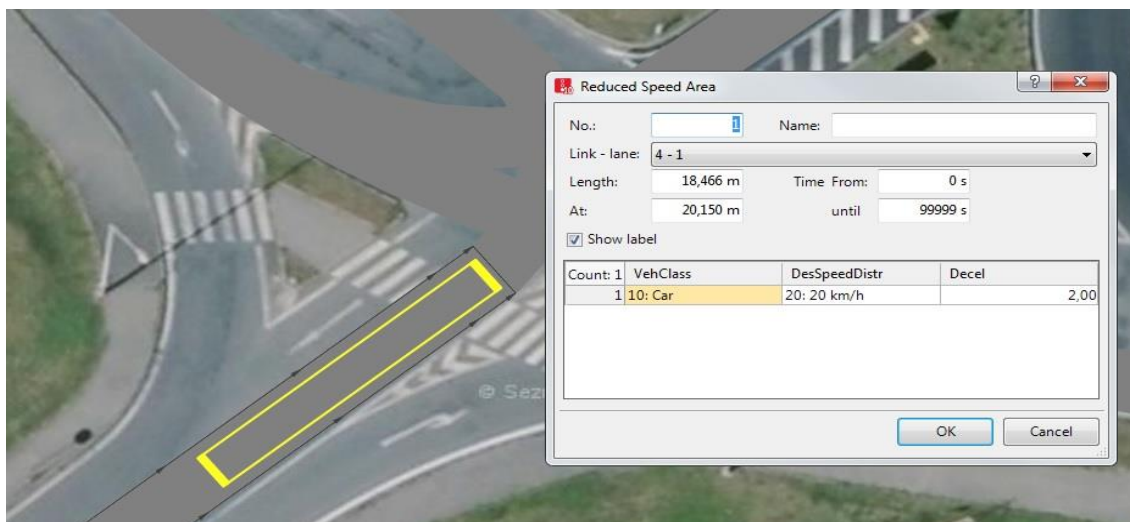 Reduced Speed Area
No.: 1 Name:
Link - lane: 4 - 1
Length: 18,466 m Time From: 0 s
At: 20,150 m until 99999 s
Show label
Count: 1 VehClass DesSpeedDistr Decel
1 10: Car 20: 20 km/h 2,00
OK Cancel